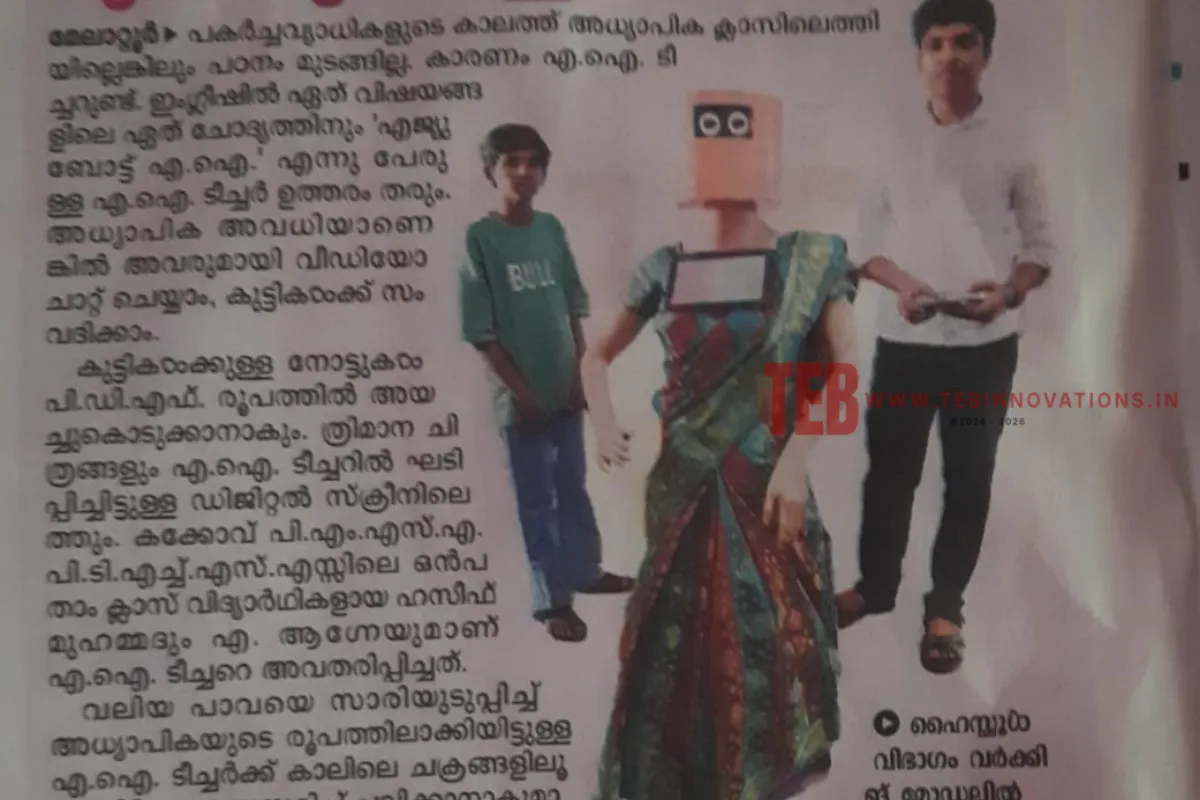 മേലാറ്റൂർ▶ പകർച്ചവ്യാധികളുടെ കാലത്ത് അധ്യാപിക ക്ലാസിലെത്തി
യില്ലെങ്കിലും പഠനം മുടങ്ങില്ല. കാരണം എ.ഐ. ടീ
ച്ചറുണ്ട്. ഇംഗ്ലീഷിൽ ഏത് വിഷയങ്ങ
ളിലെ ഏത് ചോദ്യത്തിനും 'എജ്യു
ബോട്ട് എ.ഐ.' എന്നു പേരു
ള്ള എ.ഐ. ടീച്ചർ ഉത്തരം തരും.
അധ്യാപിക അവധിയാണെ
ങ്കിൽ അവരുമായി വീഡിയോ
ചാറ്റ് ചെയ്യാം, കുട്ടികൾക്ക് സം
വദിക്കാം.
കുട്ടികൾക്കുള്ള നോട്ടുകൾ
പി.ഡി.എഫ്. രൂപത്തിൽ അയ
ച്ചുകൊടുക്കാനാകും. ത്രിമാന ചി
ത്രങ്ങളും എ.ഐ. ടീച്ചറിൽ ഘടി
പ്പിച്ചിട്ടുള്ള ഡിജിറ്റൽ സ്ക്രീനിലെ
ത്തും. കക്കോവ് പി.എം.എസ്.എ.
പി.ടി.എച്ച്.എസ്.എസ്സിലെ ഒൻപ
താം ക്ലാസ് വിദ്യാർഥികളായ ഹസീഫ്
മുഹമ്മദും എ. ആഗ്നേയുമാണ്
എ.ഐ. ടീച്ചറെ അവതരിപ്പിച്ചത്.
വലിയ പാവയെ സാരിയുടുപ്പിച്ച്
അധ്യാപികയുടെ രൂപത്തിലാക്കിയിട്ടുള്ള
എ.ഐ. ടീച്ചർക്ക് കാലിലെ ചക്രങ്ങളിലൂ
BULL
TEB WWW.TEBINNOVATIONS.IN
©2024 - 2026
▶ ഹൈസ്കൂൾ
വിഭാഗം വർക്കി
ങ് മോഡലിൽ